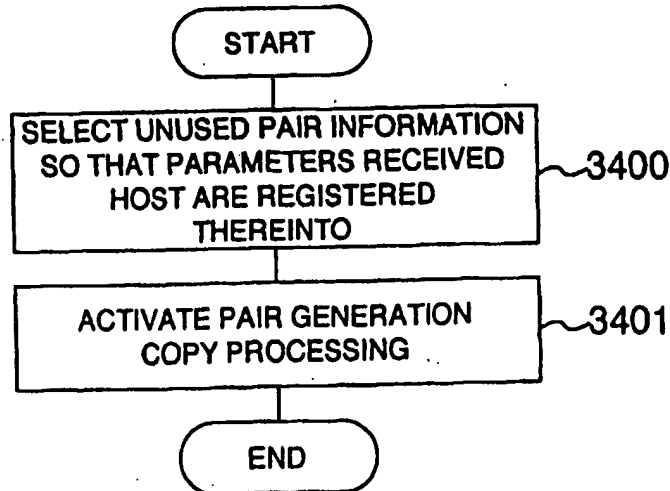 START
SELECT UNUSED PAIR INFORMATION
SO THAT PARAMETERS RECEIVED
HOST ARE REGISTERED
THEREINTO
3400
ACTIVATE PAIR GENERATION
COPY PROCESSING
3401
END